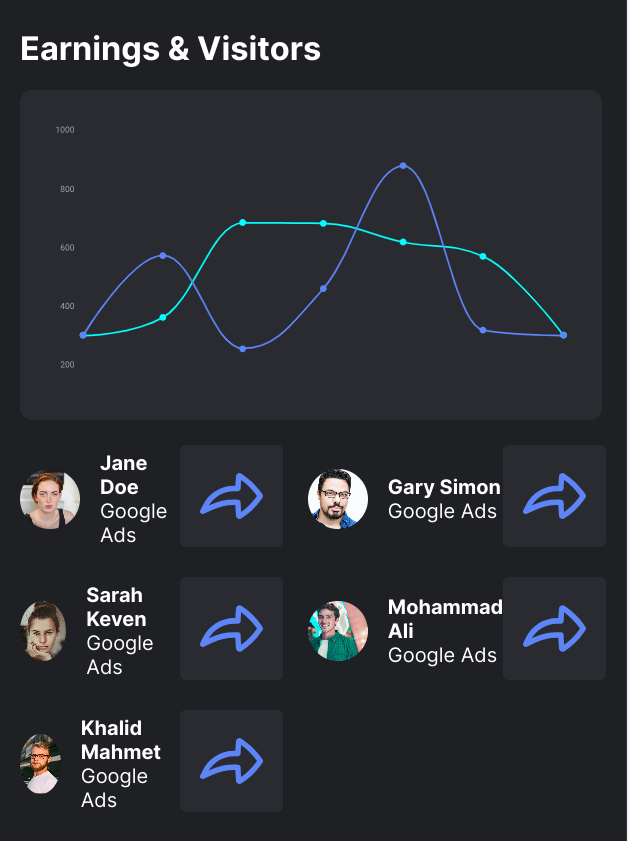 Earnings & Visitors
1000
800
600
400
200
Jane
Doe
Google
Ads
Gary Simon
Google Ads
Sarah
Keven
Google
Ads
Mohammad
Ali
Google Ads
Khalid
Mahmet
Google
Ads